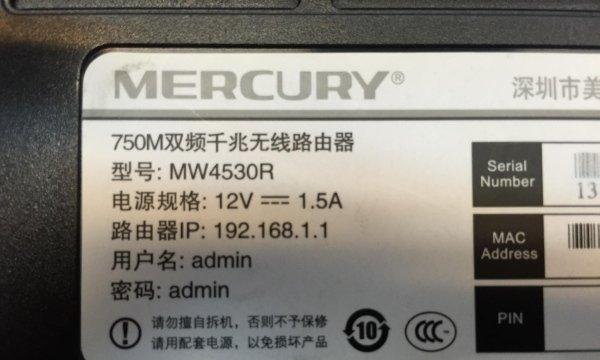 MERCURY®
深圳市美
750M双频千兆无线路由器
型号: MW4530R
电源规格: 12V ⎓ 1.5A
路由器IP: 192.168.1.1
用户名: admin
密码: admin
请勿擅自拆机，否则不予保修
请用配套电源，以免损坏产品
10
CCC
Serial
Number
13
MAC
Address
PIN